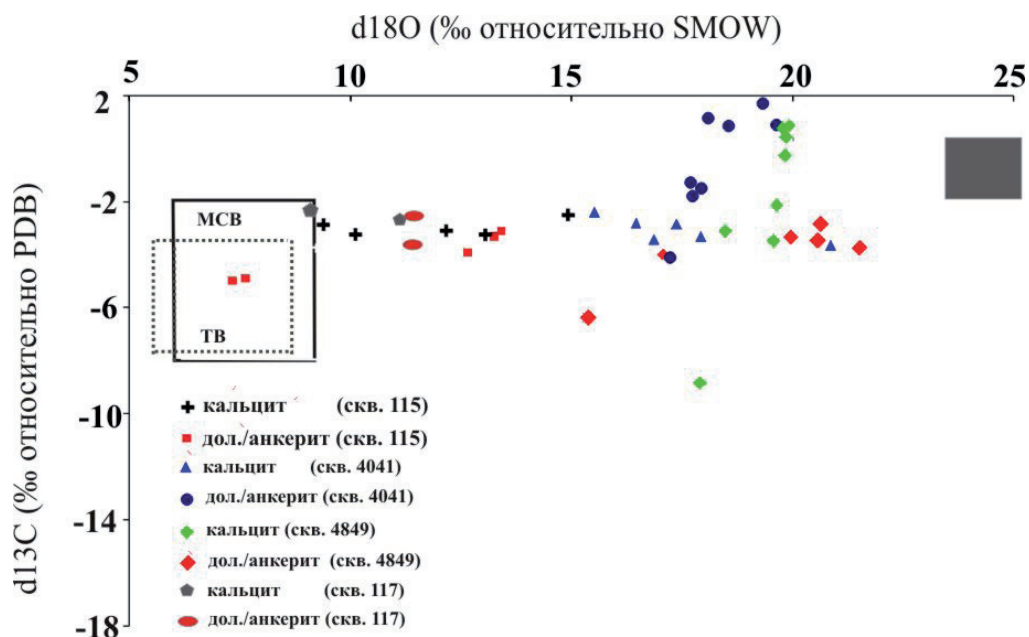 d18O (‰ относительно SMOW)
5 10 15 20 25
2
-2
-6
-10
-14
-18
d13C (‰ относительно PDB)
МСВ
ТВ
кальцит (скв. 115)
дол./анкерит (скв. 115)
кальцит (скв. 4041)
дол./анкерит (скв. 4041)
кальцит (скв. 4849)
дол./анкерит (скв. 4849)
кальцит (скв. 117)
дол./анкерит (скв. 117)